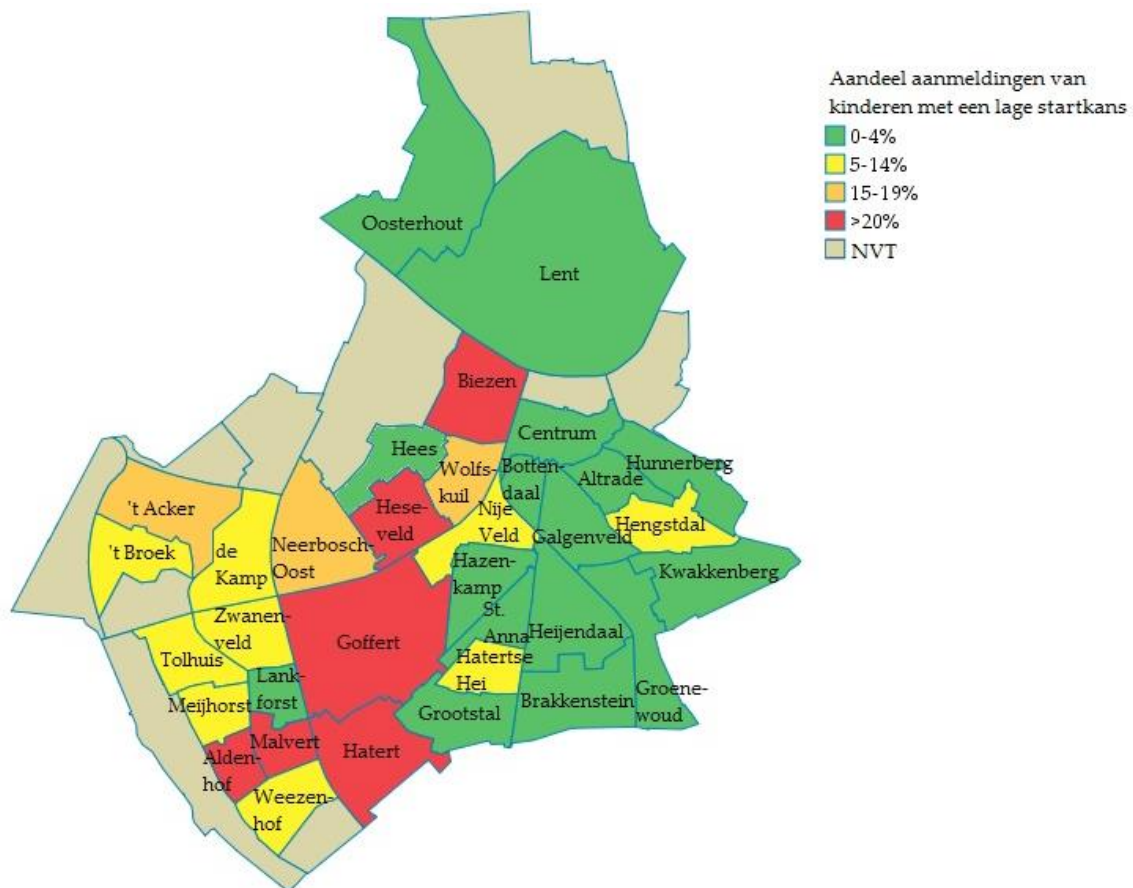 Aandeel aanmeldingen van
kinderen met een lage startkans
0-4%
5-14%
15-19%
>20%
NVT
Oosterhout
Lent
Biezen
Centrum
Hees
Wolfs-
kuil
Botten-
daal
Altrade
Hunnerberg
't Acker
Hese-
veld
Nije
Veld
Hengstdal
Galgenveld
't Broek
de
Kamp
Neerbosch-
Oost
Hazen-
kamp
Kwakkenberg
Zwanen-
veld
St.
Anna
Heijendaal
Goffert
Tolhuis
Hatertse
Hei
Lank-
forst
Groene-
woud
Meijhorst
Brakkenstein
Grootstal
Malvert
Hatert
Alden-
hof
Weezen-
hof